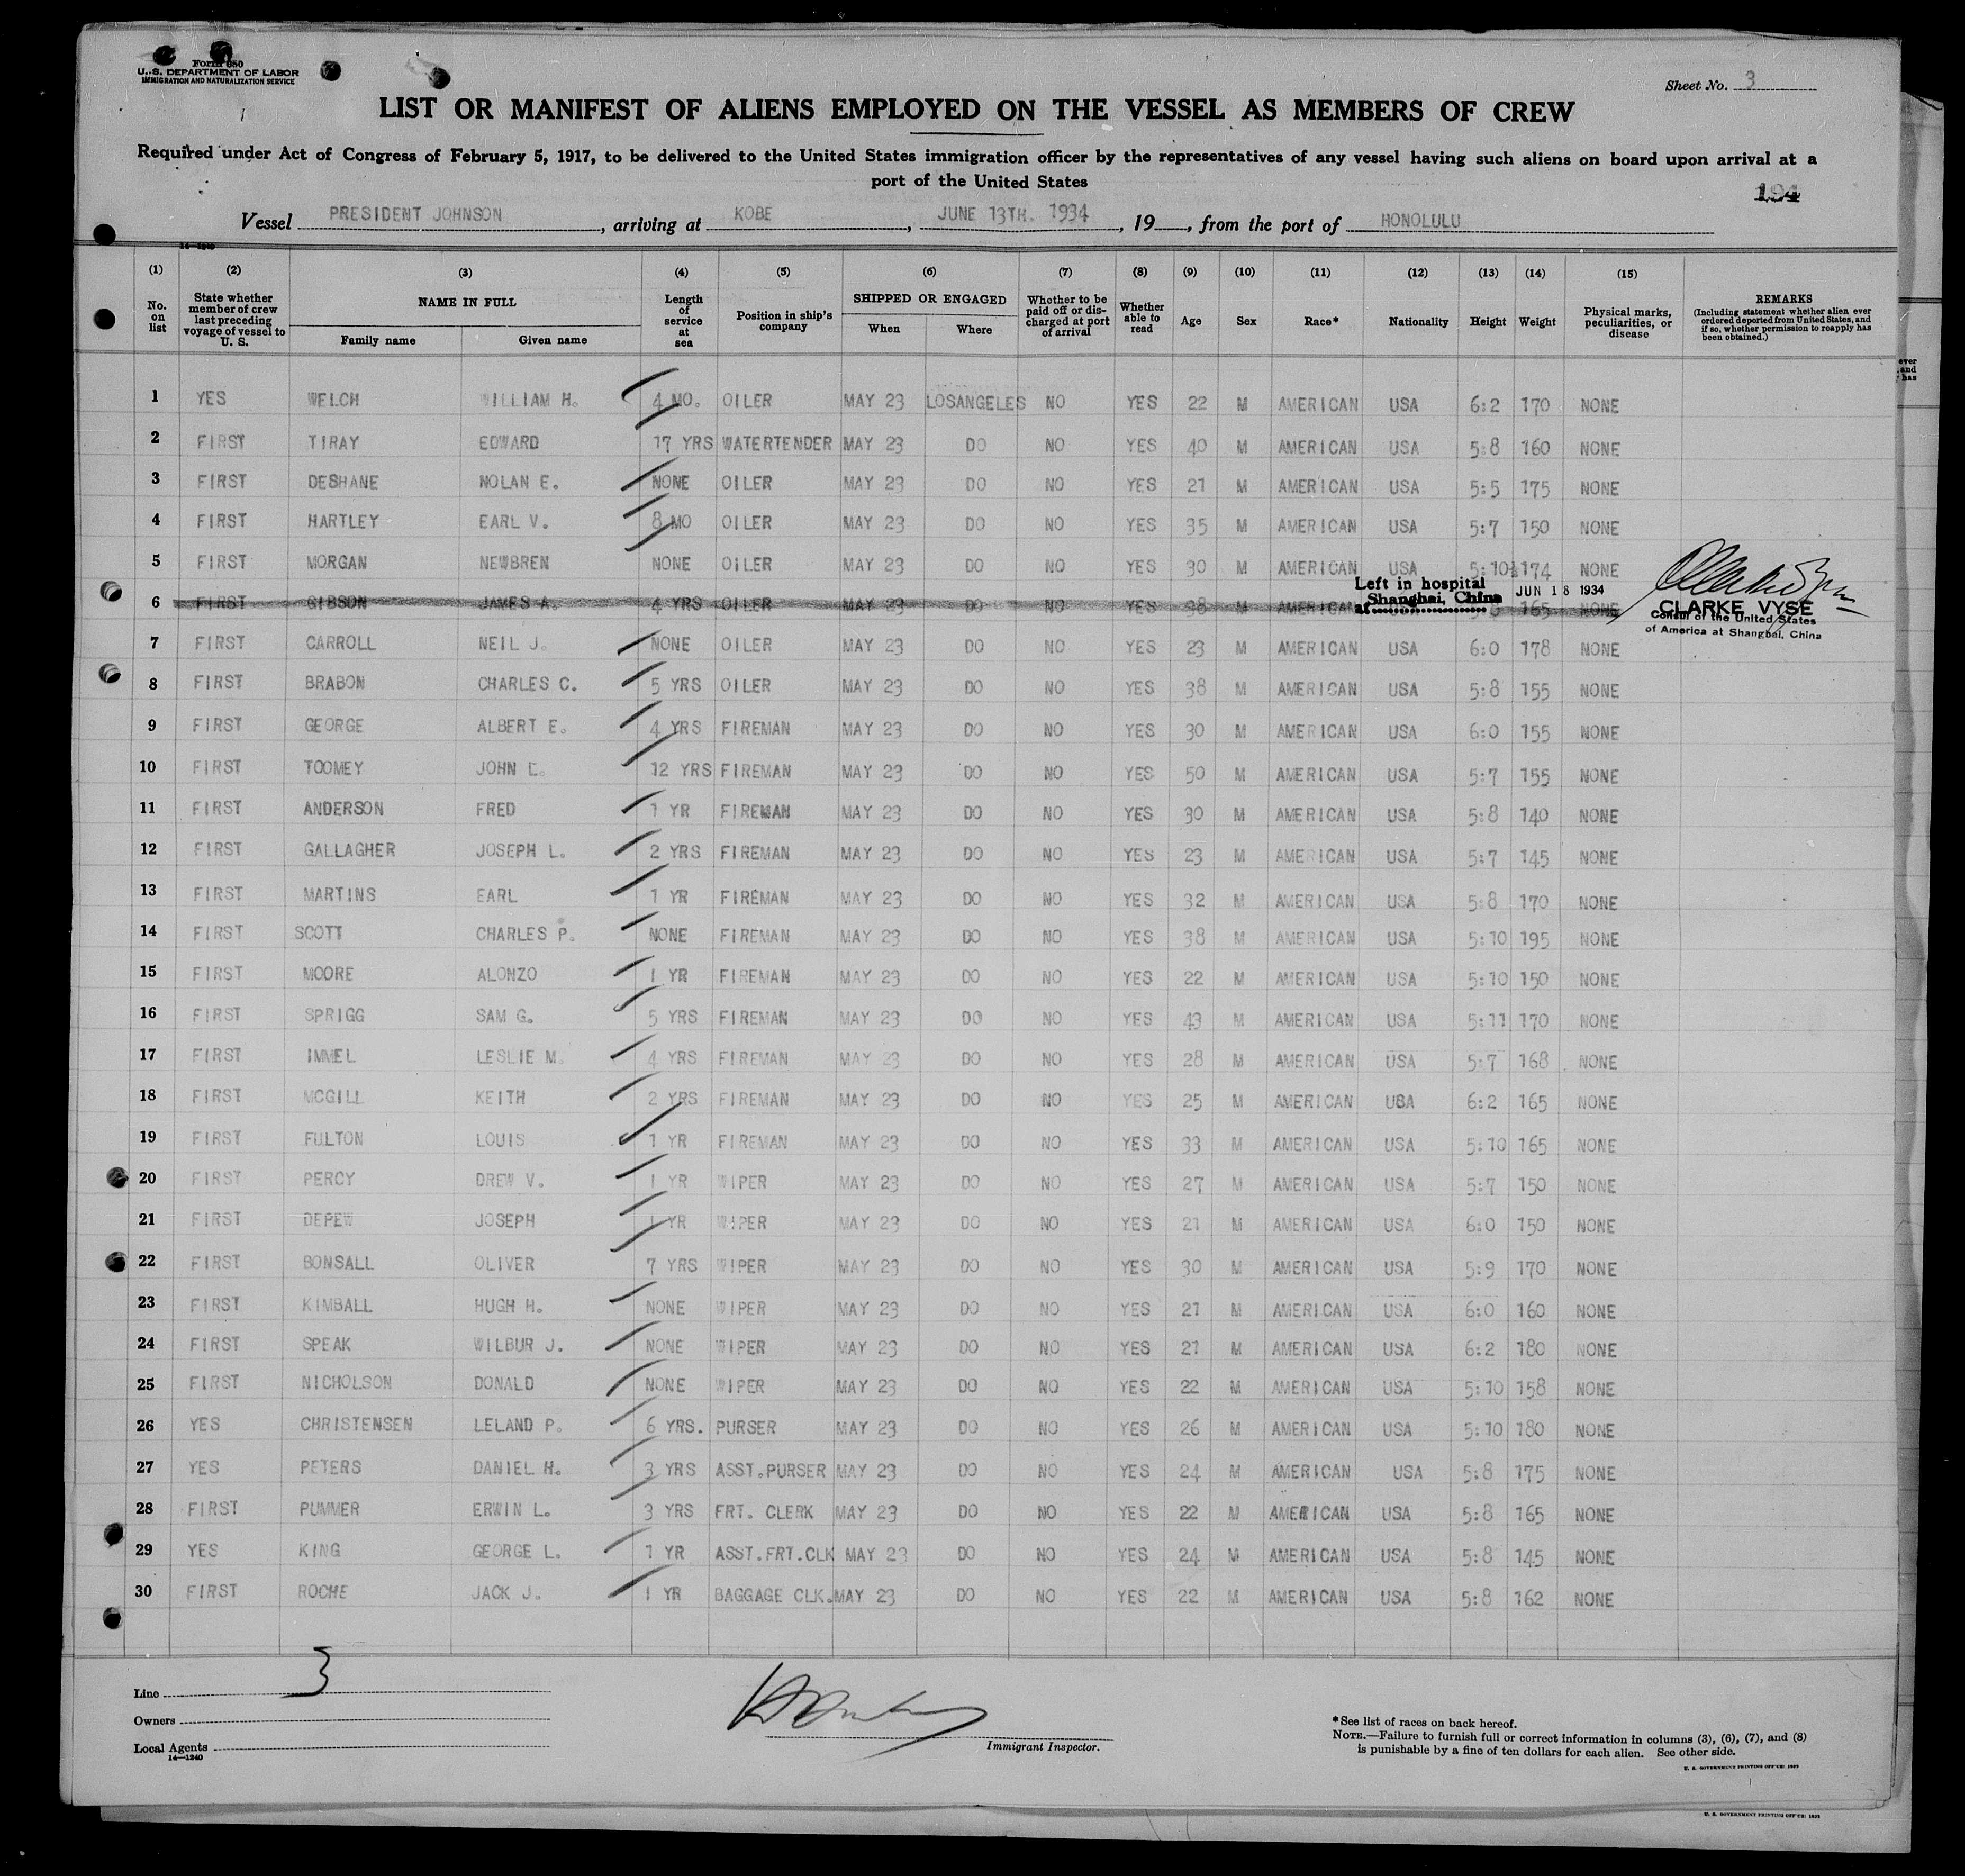 Form 680
U. S. DEPARTMENT OF LABOR
IMMIGRATION AND NATURALIZATION SERVICE
Sheet No. 3
LIST OR MANIFEST OF ALIENS EMPLOYED ON THE VESSEL AS MEMBERS OF CREW
Required under Act of Congress of February 5, 1917, to be delivered to the United States immigration officer by the representatives of any vessel having such aliens on board upon arrival at a
port of the United States
194
Vessel PRESIDENT JOHNSON, arriving at KOBE, JUNE 13TH. 1934, 19, from the port of HONOLULU
14—1240
(1) (2) (3) (4) (5) (6) (7) (8) (9) (10) (11) (12) (13) (14) (15)
No. on list State whether member of crew last preceding voyage of vessel to U. S. NAME IN FULL Family name Given name Length of service at sea Position in ship's company SHIPPED OR ENGAGED When Where Whether to be paid off or discharged at port of arrival Whether able to read Age Sex Race* Nationality Height Weight Physical marks, peculiarities, or disease REMARKS (Including statement whether alien ever ordered deported from United States, and if so, whether permission to reapply has been obtained.)
1 YES WELCH WILLIAM H. 4 MO. OILER MAY 23 LOSANGELES NO YES 22 M AMERICAN USA 6:2 170 NONE
2 FIRST TIRAY EDWARD 17 YRS WATERTENDER MAY 23 DO NO YES 40 M AMERICAN USA 5:8 160 NONE
3 FIRST DESHANE NOLAN E. NONE OILER MAY 23 DO NO YES 21 M AMERICAN USA 5:5 175 NONE
4 FIRST HARTLEY EARL V. 8 MO OILER MAY 23 DO NO YES 35 M AMERICAN USA 5:7 150 NONE
5 FIRST MORGAN NEWBREN NONE OILER MAY 23 DO NO YES 30 M AMERICAN USA 5:10½ 174 NONE
6 FIRST GIBSON JAMES A. 4 YRS OILER MAY 23 DO NO YES 38 M AMERICAN 165 NONE
Left in hospital
at Shanghai, China
JUN 18 1934
CLARKE VYSE
Consul of the United States
of America at Shanghai, China
7 FIRST CARROLL NEIL J. NONE OILER MAY 23 DO NO YES 23 M AMERICAN USA 6:0 178 NONE
8 FIRST BRABON CHARLES C. 5 YRS OILER MAY 23 DO NO YES 38 M AMERICAN USA 5:8 155 NONE
9 FIRST GEORGE ALBERT E. 4 YRS FIREMAN MAY 23 DO NO YES 30 M AMERICAN USA 6:0 155 NONE
10 FIRST TOOMEY JOHN 12 YRS FIREMAN MAY 23 DO NO YES 50 M AMERICAN USA 5:7 155 NONE
11 FIRST ANDERSON FRED 1 YR FIREMAN MAY 23 DO NO YES 30 M AMERICAN USA 5:8 140 NONE
12 FIRST GALLAGHER JOSEPH L. 2 YRS FIREMAN MAY 23 DO NO YES 23 M AMERICAN USA 5:7 145 NONE
13 FIRST MARTINS EARL 1 YR FIREMAN MAY 23 DO NO YES 32 M AMERICAN USA 5:8 170 NONE
14 FIRST SCOTT CHARLES P. NONE FIREMAN MAY 23 DO NO YES 38 M AMERICAN USA 5:10 195 NONE
15 FIRST MOORE ALONZO 1 YR FIREMAN MAY 23 DO NO YES 22 M AMERICAN USA 5:10 150 NONE
16 FIRST SPRIGG SAM G. 5 YRS FIREMAN MAY 23 DO NO YES 43 M AMERICAN USA 5:11 170 NONE
17 FIRST IMMEL LESLIE M. 4 YRS FIREMAN MAY 23 DO NO YES 28 M AMERICAN USA 5:7 168 NONE
18 FIRST MCGILL KEITH 2 YRS FIREMAN MAY 23 DO NO YES 25 M AMERICAN USA 6:2 165 NONE
19 FIRST FULTON LOUIS 1 YR FIREMAN MAY 23 DO NO YES 33 M AMERICAN USA 5:10 165 NONE
20 FIRST PERCY DREW V. 1 YR WIPER MAY 23 DO NO YES 27 M AMERICAN USA 5:7 150 NONE
21 FIRST DEPEW JOSEPH 1 YR WIPER MAY 23 DO NO YES 21 M AMERICAN USA 6:0 150 NONE
22 FIRST BONSALL OLIVER 7 YRS WIPER MAY 23 DO NO YES 30 M AMERICAN USA 5:9 170 NONE
23 FIRST KIMBALL HUGH H. NONE WIPER MAY 23 DO NO YES 21 M AMERICAN USA 6:0 160 NONE
24 FIRST SPEAK WILBUR J. NONE WIPER MAY 23 DO NO YES 21 M AMERICAN USA 6:2 180 NONE
25 FIRST NICHOLSON DONALD NONE WIPER MAY 23 DO NO YES 22 M AMERICAN USA 5:10 158 NONE
26 YES CHRISTENSEN LELAND P. 6 YRS. PURSER MAY 23 DO NO YES 26 M AMERICAN USA 5:10 180 NONE
27 YES PETERS DANIEL H. 3 YRS ASST.PURSER MAY 23 DO NO YES 24 M AMERICAN USA 5:8 175 NONE
28 FIRST PUMMER ERWIN L. 3 YRS FRT. CLERK MAY 23 DO NO YES 22 M AMERICAN USA 5:8 165 NONE
29 YES KING GEORGE L. 1 YR ASST.FRT.CLK MAY 23 DO NO YES 24 M AMERICAN USA 5:8 145 NONE
30 FIRST ROCHE JACK J. 1 YR BAGGAGE CLK. MAY 23 DO NO YES 22 M AMERICAN USA 5:8 162 NONE
Line 3
Owners
Local Agents
14—1240
Immigrant Inspector.
*See list of races on back hereof.
NOTE.—Failure to furnish full or correct information in columns (3), (6), (7), and (8)
is punishable by a fine of ten dollars for each alien. See other side.
U. S. GOVERNMENT PRINTING OFFICE
U. S. GOVERNMENT PRINTING OFFICE
ever
and
has